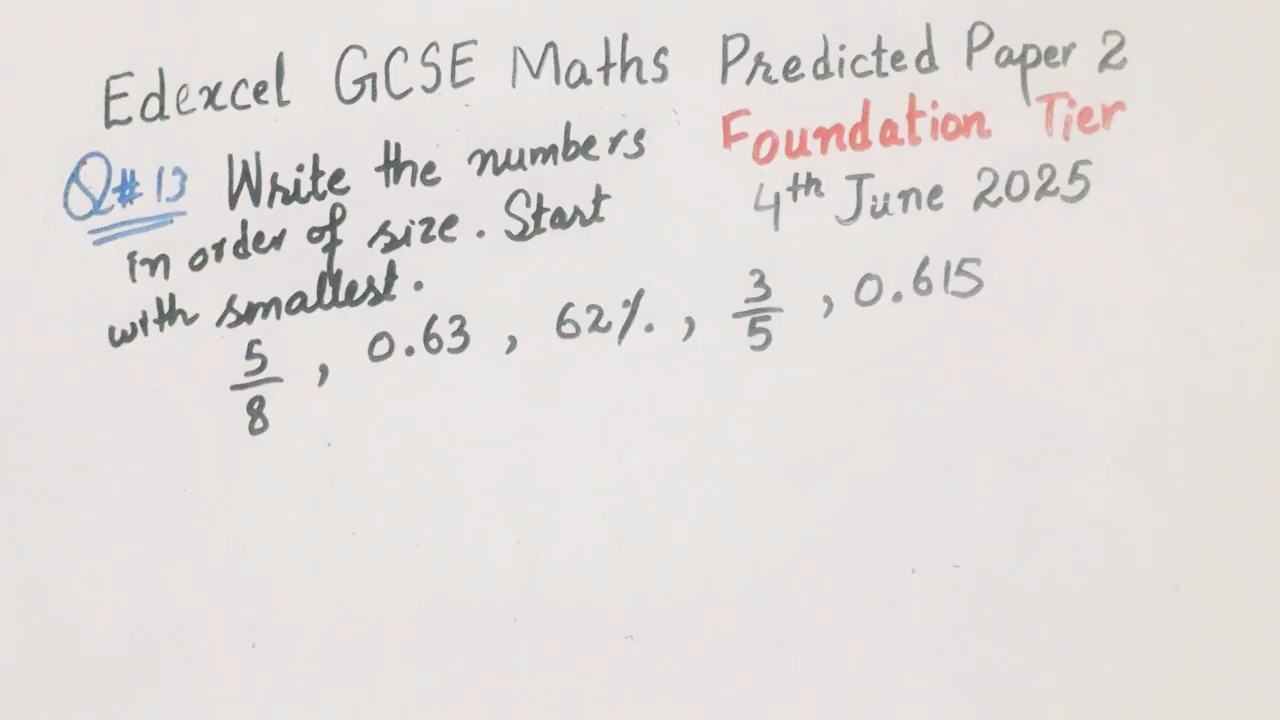 Edexcel GCSE Maths Predicted Paper 2
Foundation Tier
4th June 2025
Q#13 Write the numbers
in order of size. Start
with smallest.
5/8 , 0.63 , 62% , 3/5 , 0.615